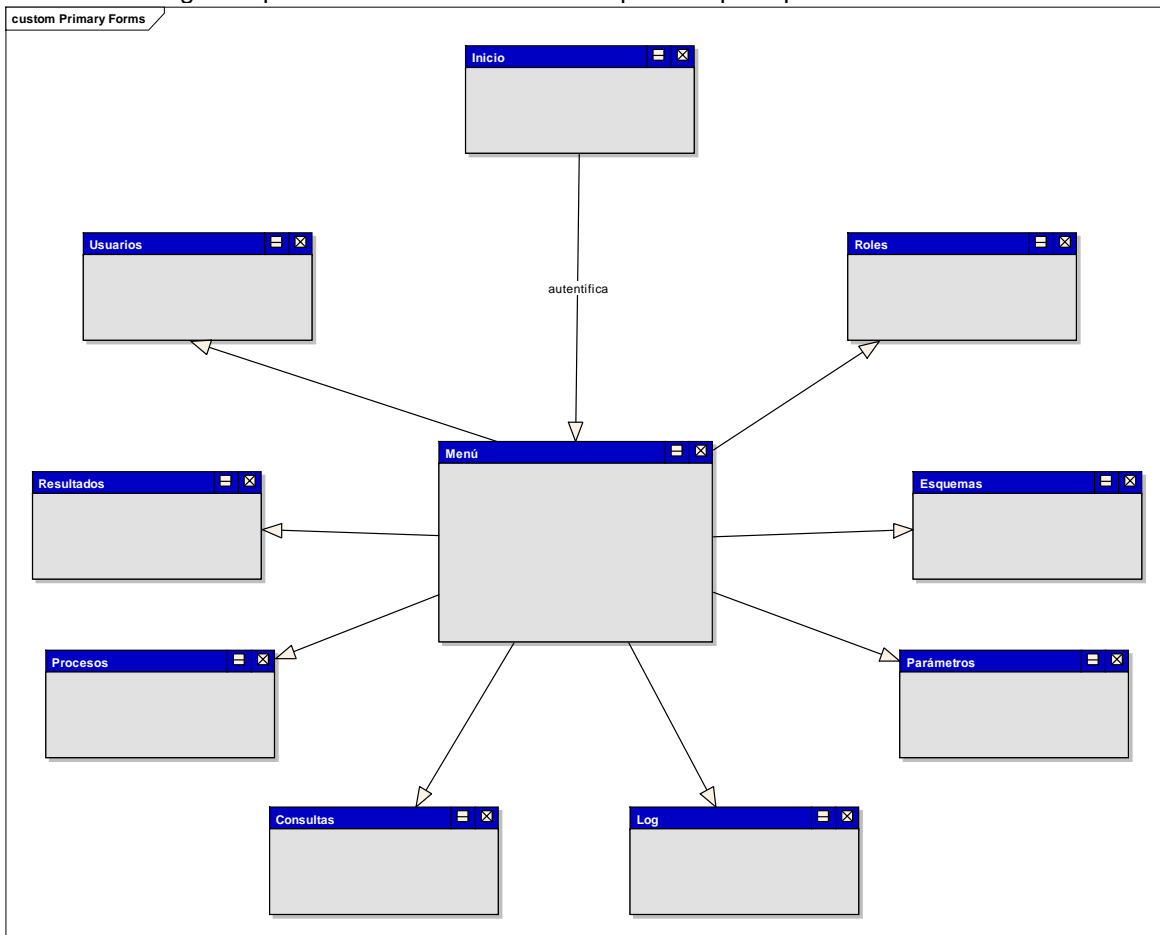 custom Primary Forms
Inicio
Usuarios
Roles
autentifica
Menú
Resultados
Esquemas
Procesos
Parámetros
Consultas
Log